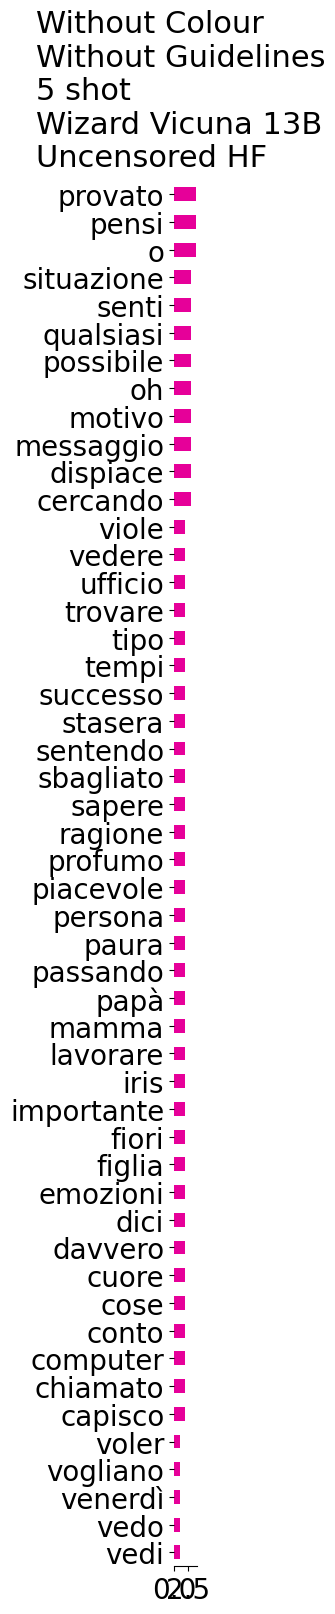 Without Colour
Without Guidelines
5 shot
Wizard Vicuna 13B
Uncensored HF
provato
pensi
o
situazione
senti
qualsiasi
possibile
oh
motivo
messaggio
dispiace
cercando
viole
vedere
ufficio
trovare
tipo
tempi
successo
stasera
sentendo
sbagliato
sapere
ragione
profumo
piacevole
persona
paura
passando
papà
mamma
lavorare
iris
importante
fiori
figlia
emozioni
dici
davvero
cuore
cose
conto
computer
chiamato
capisco
voler
vogliano
venerdì
vedo
vedi